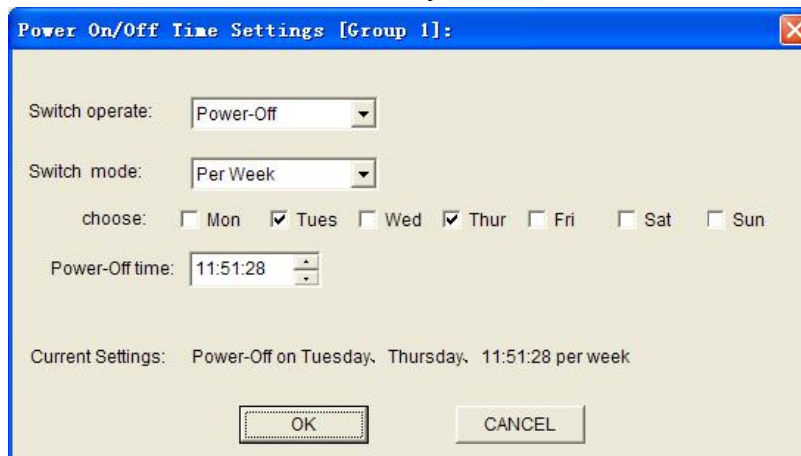 Power On/Off Time Settings [Group 1]:
Switch operate: Power-Off
Switch mode: Per Week
choose: Mon Tues Wed Thur Fri Sat Sun
Power-Off time: 11:51:28
Current Settings: Power-Off on Tuesday、Thursday、11:51:28 per week
OK CANCEL